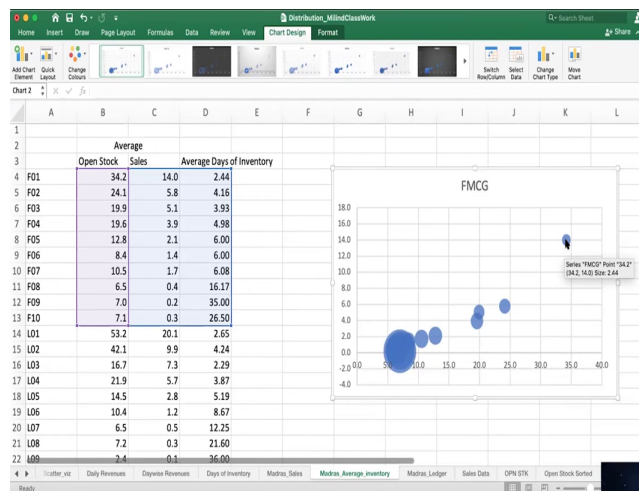 Distribution_MilindClassWork
Search Sheet
Home Insert Draw Page Layout Formulas Data Review View Chart Design Format Share
Add Chart Element Quick Layout Change Colours Switch Row/Column Select Data Change Chart Type Move Chart
Chart 2 fx
A B C D E F G H I J K L
1
2 Average
3 Open Stock Sales Average Days of Inventory
4 F01 34.2 14.0 2.44
5 F02 24.1 5.8 4.16
6 F03 19.9 5.1 3.93
7 F04 19.6 3.9 4.98
8 F05 12.8 2.1 6.00
9 F06 8.4 1.4 6.00
10 F07 10.5 1.7 6.08
11 F08 6.5 0.4 16.17
12 F09 7.0 0.2 35.00
13 F10 7.1 0.3 26.50
14 L01 53.2 20.1 2.65
15 L02 42.1 9.9 4.24
16 L03 16.7 7.3 2.29
17 L04 21.9 5.7 3.87
18 L05 14.5 2.8 5.19
19 L06 10.4 1.2 8.67
20 L07 6.5 0.5 12.25
21 L08 7.2 0.3 21.60
22 L09 2.4 0.1 36.00
FMCG
18.0
16.0
14.0
12.0
10.0
8.0
6.0
4.0
2.0
0.0
-2.0
-4.0
0.0 10.0 15.0 20.0 25.0 30.0 35.0 40.0
Series "FMCG" Point "34.2"
(34.2, 14.0) Size: 2.44
Daily Revenues Daywise Revenues Days of Inventory Madras_Sales Madras_Average_inventory Madras_Ledger Sales Data OPN STK Open Stock Sorted
Ready